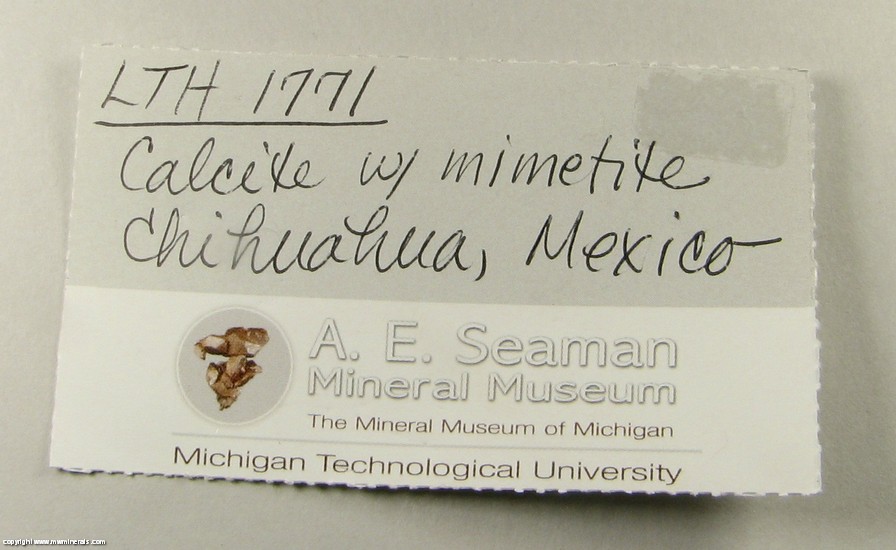 LTH 1771
Calcite w/ mimetite
Chihuahua, Mexico
A. E. Seaman
Mineral Museum
The Mineral Museum of Michigan
Michigan Technological University
copyright www.mwminerals.com